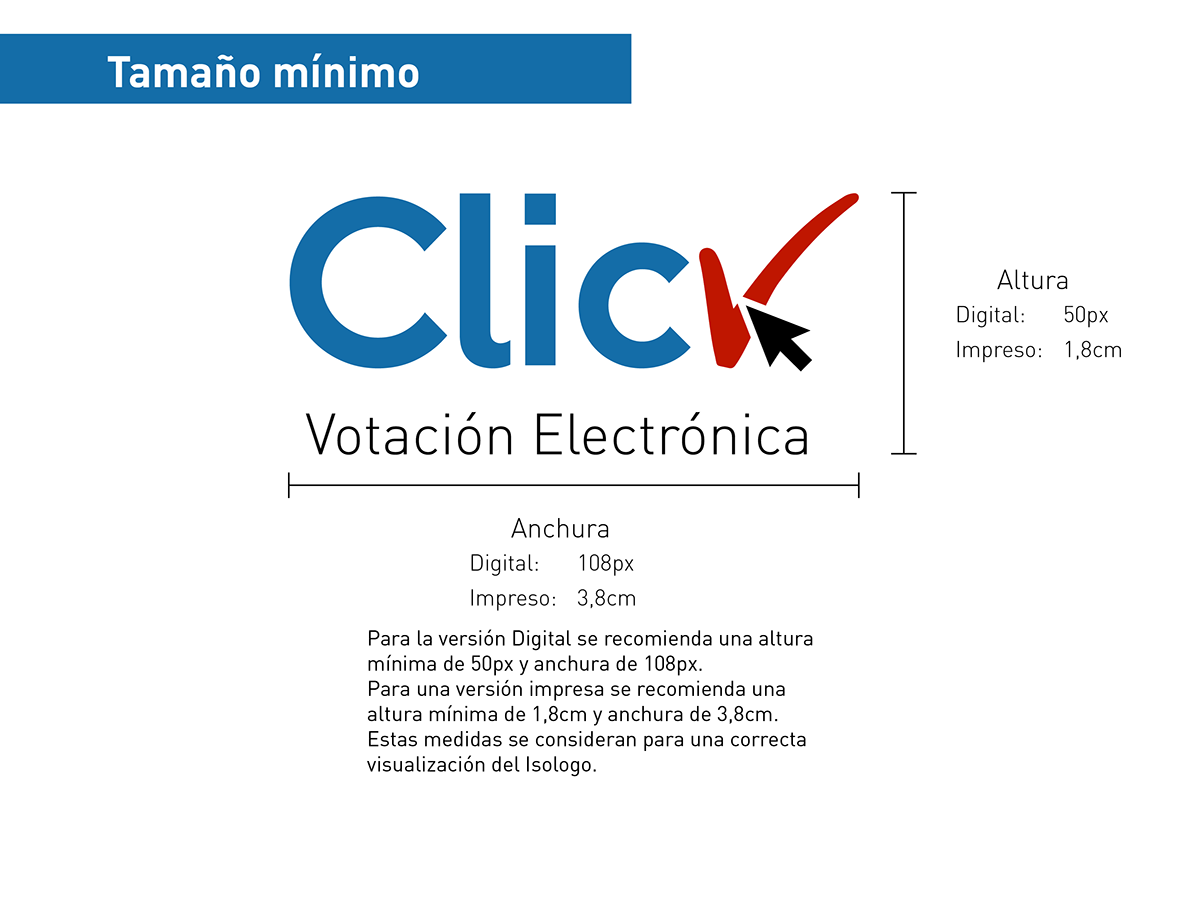 Tamaño mínimo
Click
Votación Electrónica
Altura
Digital: 50px
Impreso: 1,8cm
Anchura
Digital: 108px
Impreso: 3,8cm
Para la versión Digital se recomienda una altura
mínima de 50px y anchura de 108px.
Para una versión impresa se recomienda una
altura mínima de 1,8cm y anchura de 3,8cm.
Estas medidas se consideran para una correcta
visualización del Isologo.